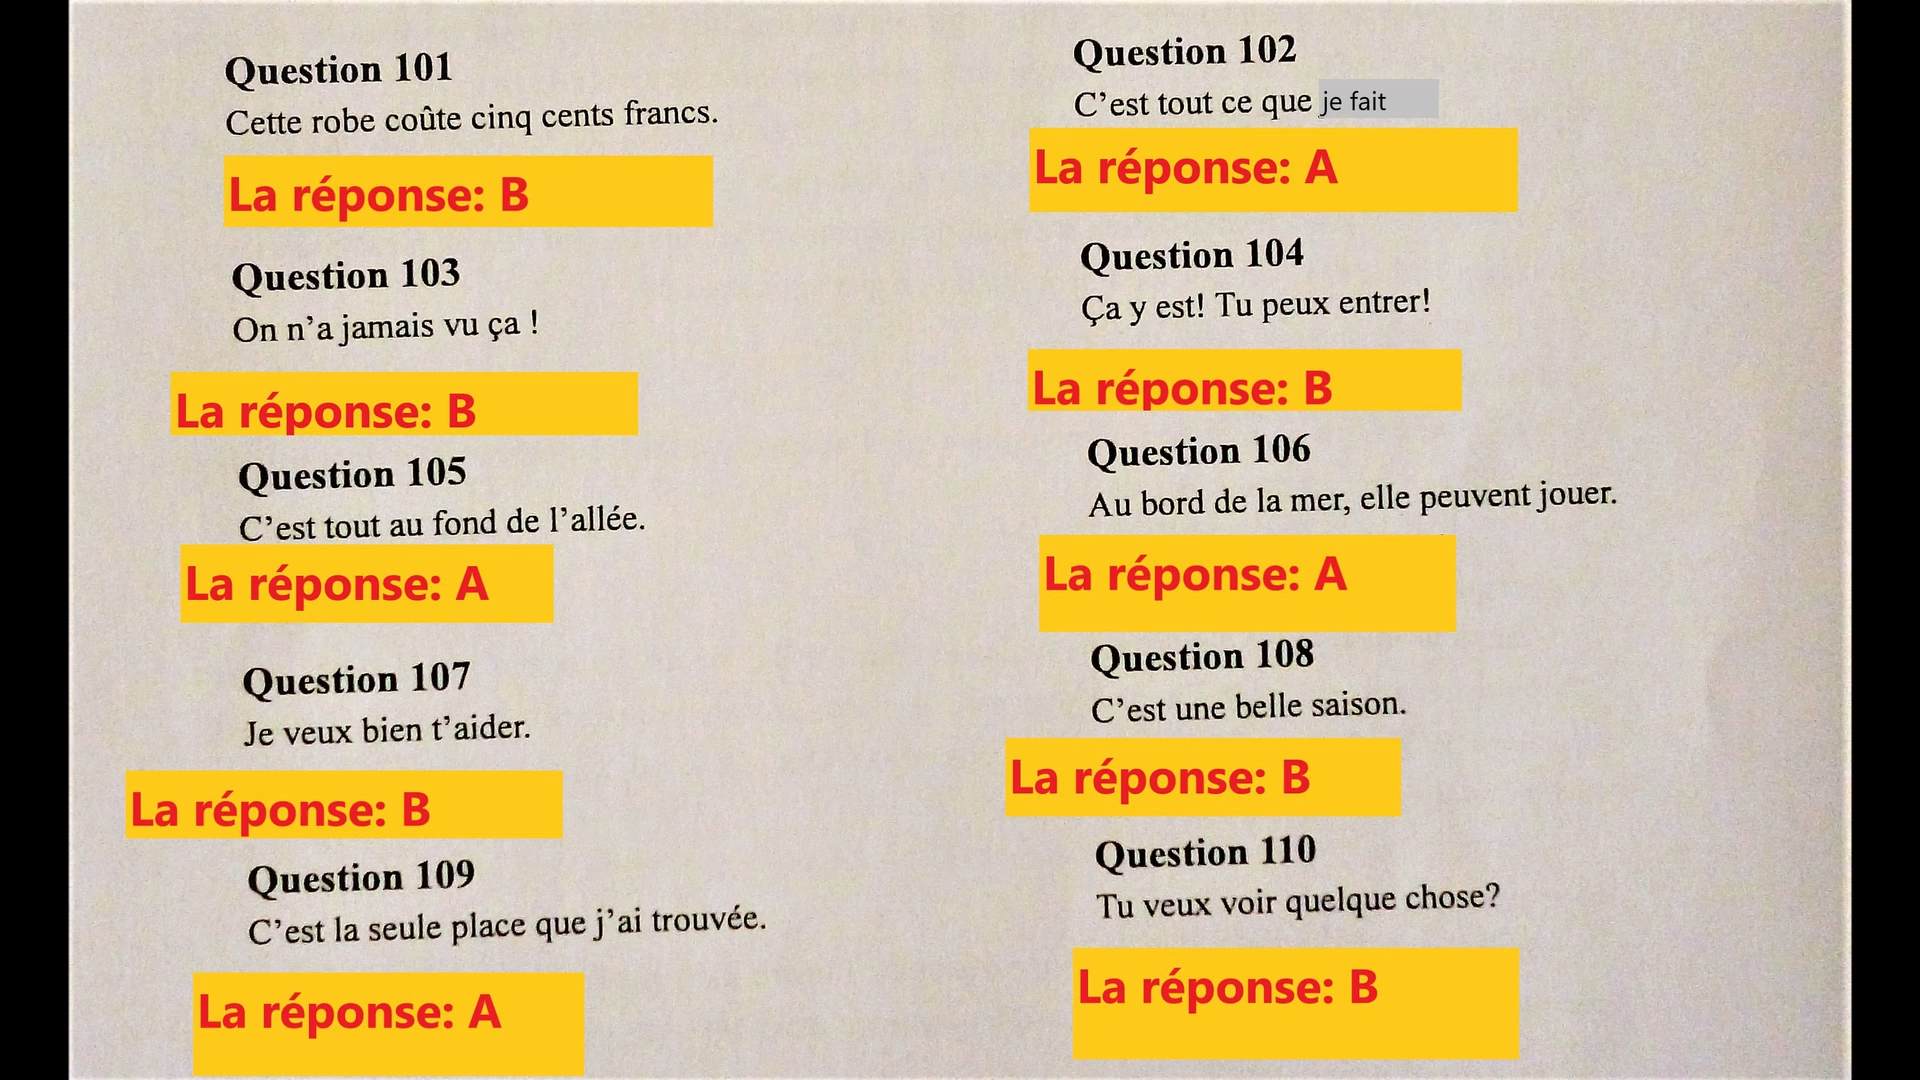 Question 101
Cette robe coûte cinq cents francs.
La réponse: B
Question 102
C'est tout ce que je fait
La réponse: A
Question 103
On n'a jamais vu ça !
La réponse: B
Question 104
Ça y est! Tu peux entrer!
La réponse: B
Question 105
C'est tout au fond de l'allée.
La réponse: A
Question 106
Au bord de la mer, elle peuvent jouer.
La réponse: A
Question 107
Je veux bien t'aider.
La réponse: B
Question 108
C'est une belle saison.
La réponse: B
Question 109
C'est la seule place que j'ai trouvée.
La réponse: A
Question 110
Tu veux voir quelque chose?
La réponse: B